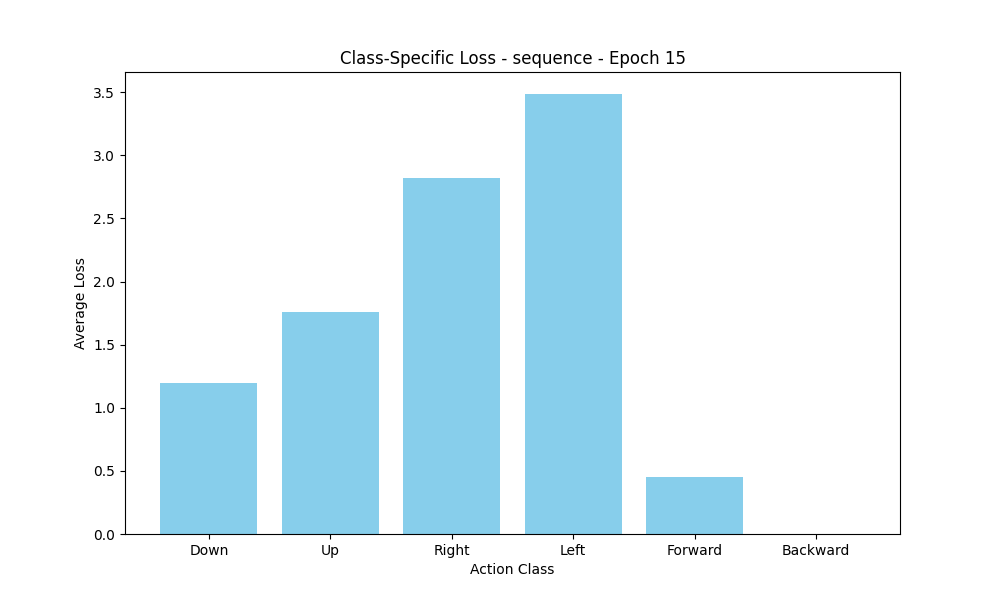 Class-Specific Loss - sequence - Epoch 15
3.5
3.0
2.5
2.0
1.5
1.0
0.5
0.0
Average Loss
Down Up Right Left Forward Backward
Action Class